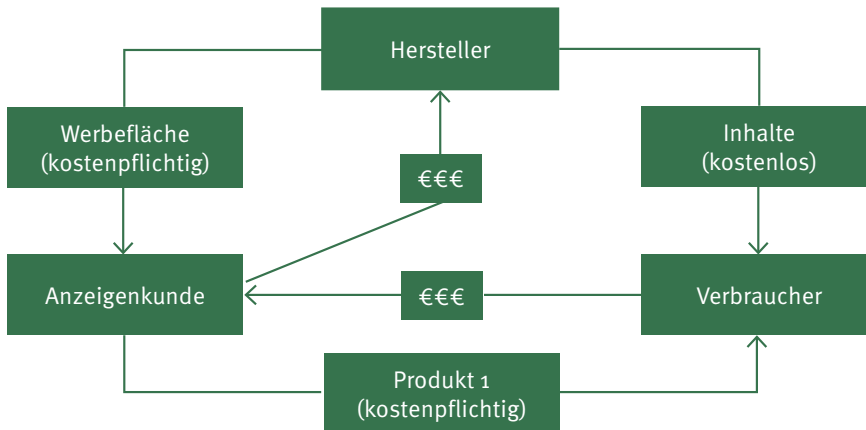 Hersteller
Werbefläche
(kostenpflichtig)
Inhalte
(kostenlos)
€€€
Anzeigenkunde
€€€
Verbraucher
Produkt 1
(kostenpflichtig)